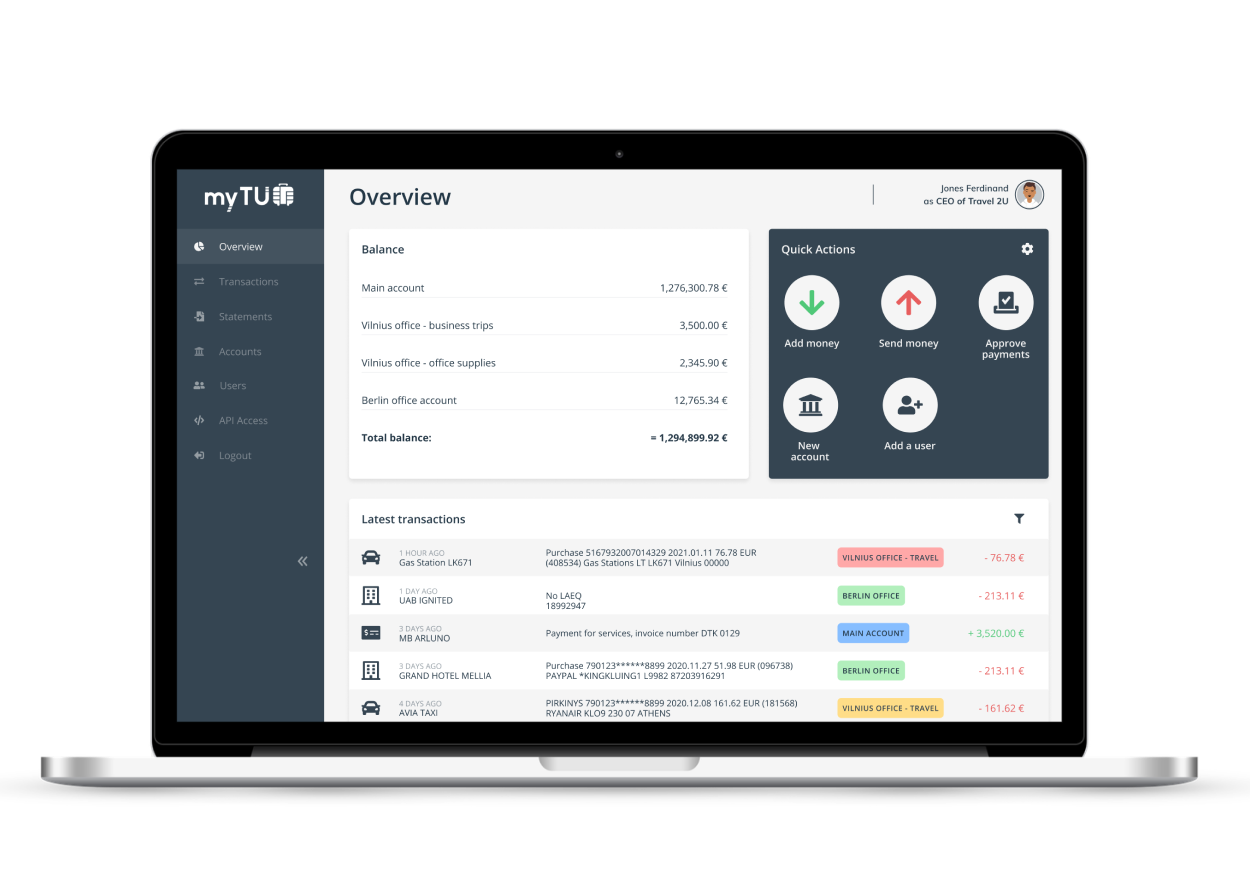 myTU
Overview
Transactions
Statements
Accounts
Users
API Access
Logout
Overview
Jones Ferdinand
as CEO of Travel 2U
Balance
Main account 1,276,300.78 €
Vilnius office - business trips 3,500.00 €
Vilnius office - office supplies 2,345.90 €
Berlin office account 12,765.34 €
Total balance: = 1,294,899.92 €
Quick Actions
Add money
Send money
Approve
payments
New
account
Add a user
Latest transactions
1 HOUR AGO
Gas Station LK671
Purchase 5167932007014329 2021.01.11 76.78 EUR
(408534) Gas Stations LT LK671 Vilnius 00000
VILNIUS OFFICE - TRAVEL
- 76.78 €
1 DAY AGO
UAB IGNITED
No LAEQ
18992947
BERLIN OFFICE
- 213.11 €
3 DAYS AGO
MB ARLUNO
Payment for services, invoice number DTK 0129
MAIN ACCOUNT
+ 3,520.00 €
3 DAYS AGO
GRAND HOTEL MELLIA
Purchase 790123******8899 2020.11.27 51.98 EUR (096738)
PAYPAL *KINGKLUING1 L9982 87203916291
BERLIN OFFICE
- 213.11 €
4 DAYS AGO
AVIA TAXI
PIRKINYS 790123******8899 2020.12.08 161.62 EUR (181568)
RYANAIR KLO9 230 07 ATHENS
VILNIUS OFFICE - TRAVEL
- 161.62 €